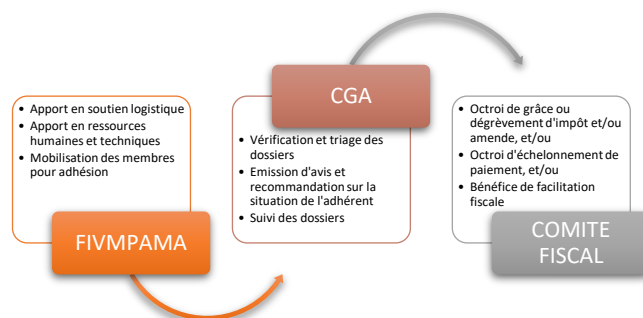 • Apport en soutien logistique
• Apport en ressources
humaines et techniques
• Mobilisation des membres
pour adhésion
FIVMPAMA
CGA
• Vérification et triage des
dossiers
• Emission d'avis et
recommandation sur la
situation de l'adhérent
• Suivi des dossiers
• Octroi de grâce ou
dégrèvement d'impôt et/ou
amende, et/ou
• Octroi d'échelonnement de
paiement, et/ou
• Bénéfice de facilitation
fiscale
COMITE
FISCAL